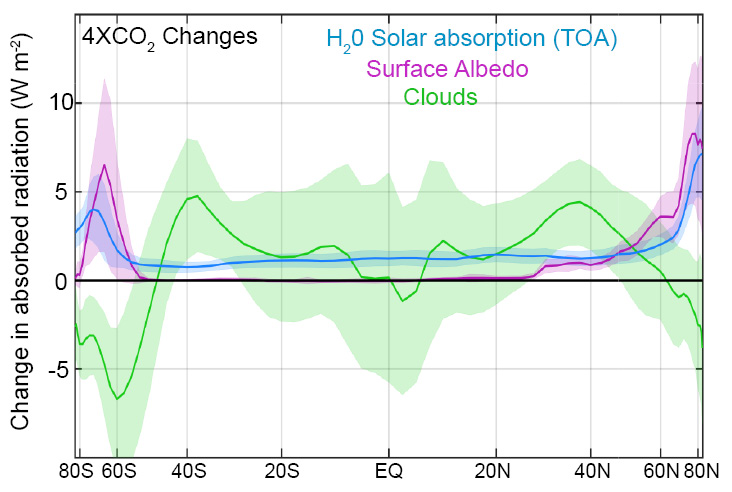 4XCO₂ Changes
H₂0 Solar absorption (TOA)
Surface Albedo
Clouds
Change in absorbed radiation (W m⁻²)
10
5
0
-5
80S 60S 40S 20S EQ 20N 40N 60N 80N